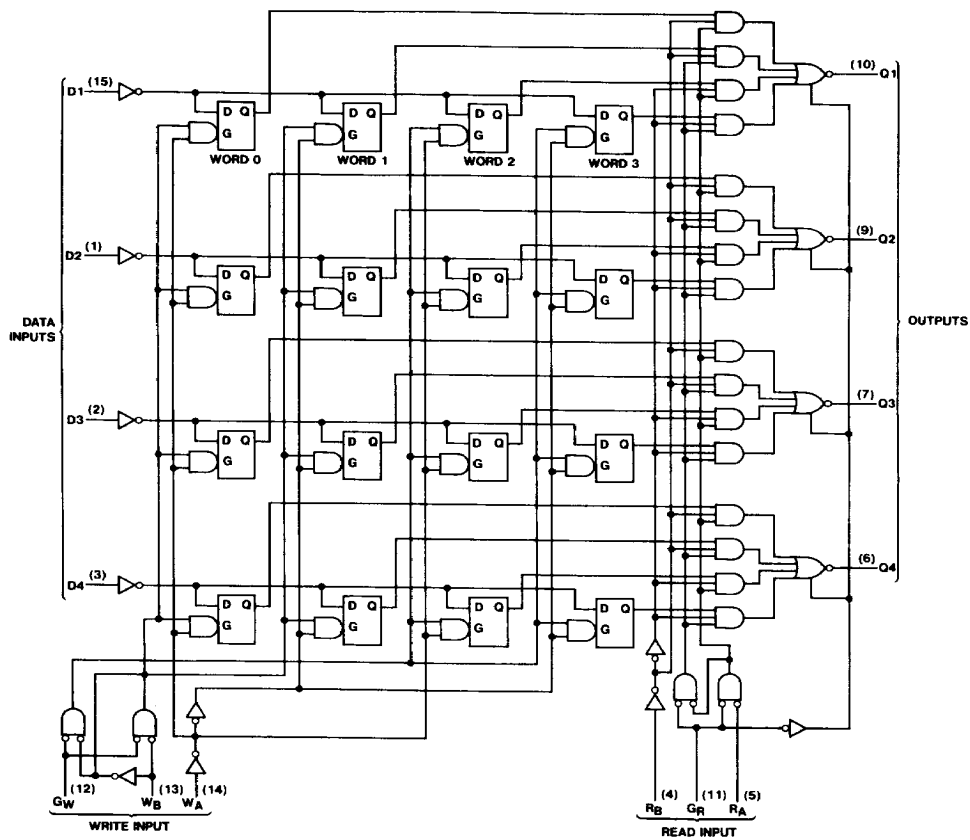 (10) Q1
D1 (15)
D Q D Q D Q D Q
G G G G
WORD 0 WORD 1 WORD 2 WORD 3
(9) Q2
D2 (1)
D Q D Q D Q D Q
G G G G
DATA INPUTS
OUTPUTS
(7) Q3
D3 (2)
D Q D Q D Q D Q
G G G G
(6) Q4
D4 (3)
D Q D Q D Q D Q
G G G G
GW (12) WB (13) WA (14)
WRITE INPUT
RB (4) GR (11) RA (5)
READ INPUT